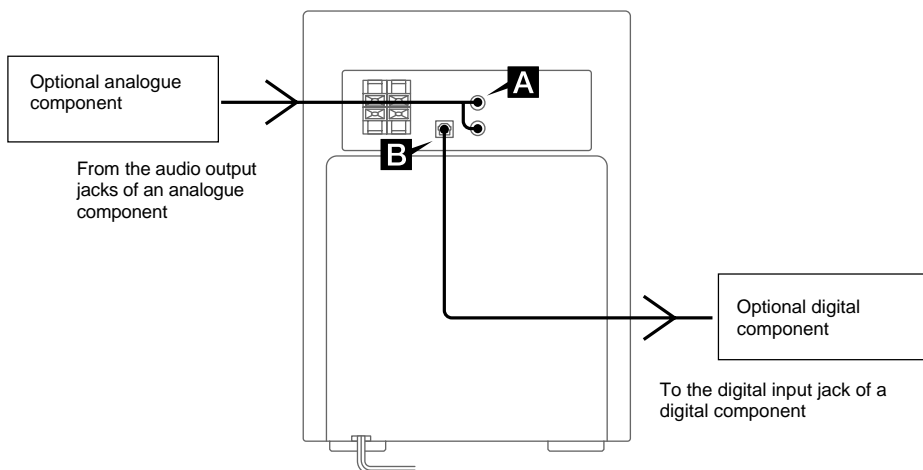 Optional analogue
component
From the audio output
jacks of an analogue
component
A
B
Optional digital
component
To the digital input jack of a
digital component